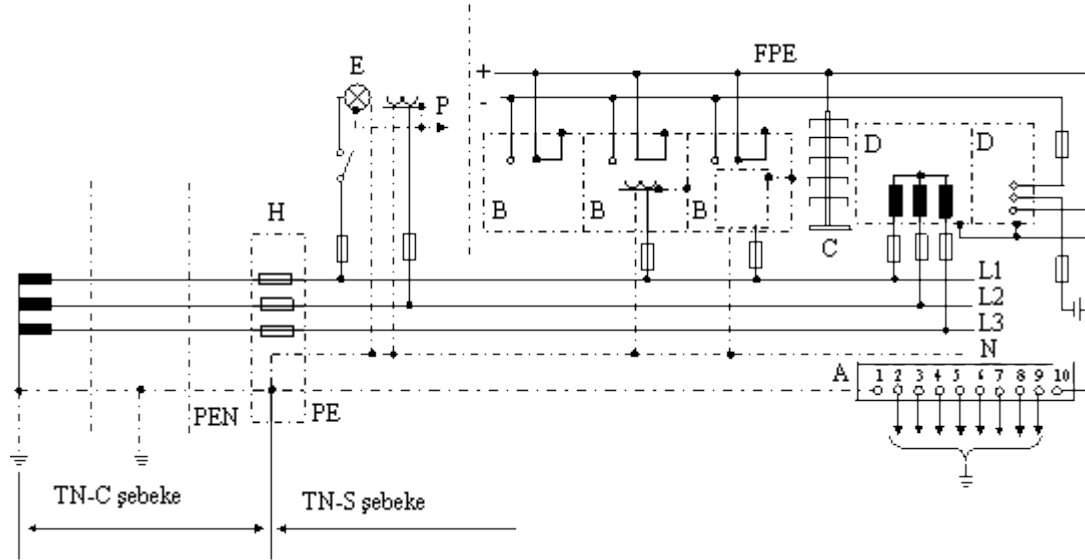 FPE
E
+
-
P
D
D
B
B
B
C
H
L1
L2
L3
N
A
1 2 3 4 5 6 7 8 9 10
PEN
PE
TN-C şebeke
TN-S şebeke